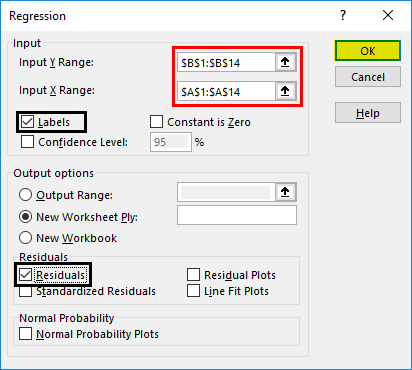 Regression
Input
Input Y Range: $B$1:$B$14
Input X Range: $A$1:$A$14
Labels Constant is Zero
Confidence Level: 95 %
OK
Cancel
Help
Output options
Output Range:
New Worksheet Ply:
New Workbook
Residuals
Residuals Residual Plots
Standardized Residuals Line Fit Plots
Normal Probability
Normal Probability Plots